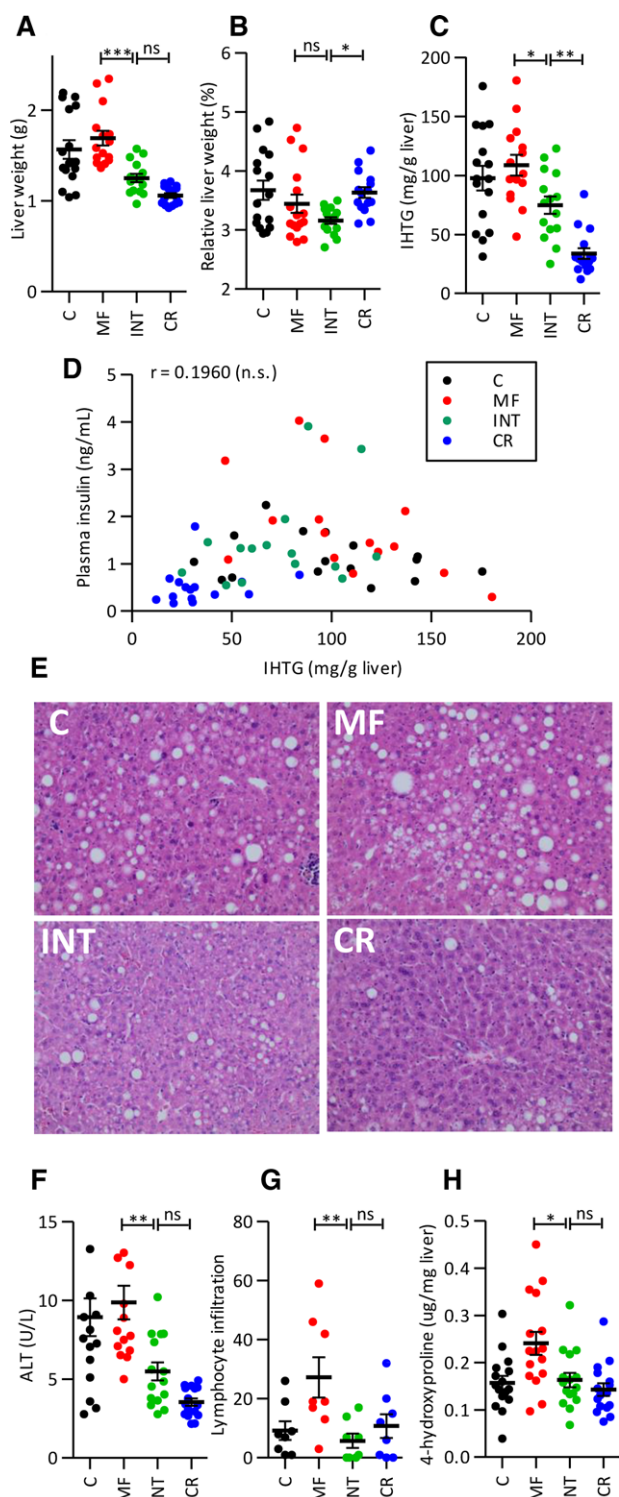 A
B
C
*** ns
ns *
* **
Liver weight (g)
2
1
0
C MF INT CR
Relative liver weight (%)
6
5
4
3
2
C MF INT CR
IHTG (mg/g liver)
200
150
100
50
0
C MF INT CR
D
r = 0.1960 (n.s.)
C
MF
INT
CR
Plasma insulin (ng/mL)
5
4
3
2
1
0
0 50 100 150 200
IHTG (mg/g liver)
E
C MF
INT CR
F
G
H
** ns
** ns
* ns
ALT (U/L)
15
10
5
0
C MF NT CR
Lymphocyte infiltration
80
60
40
20
0
C MF NT CR
4-hydroxyproline (ug/mg liver)
0.5
0.4
0.3
0.2
0.1
0.0
C MF NT CR